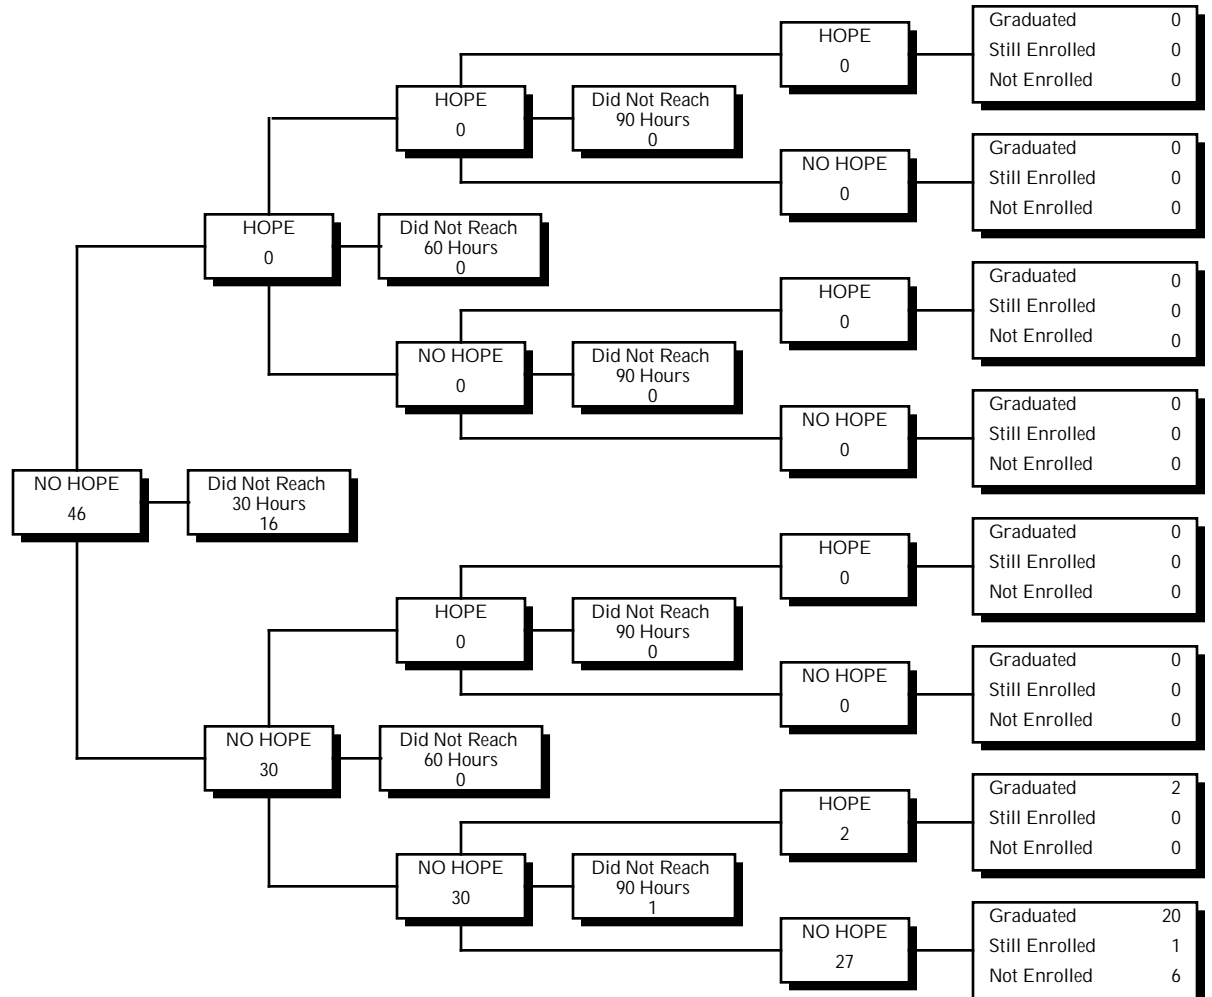 HOPE
0
Graduated 0
Still Enrolled 0
Not Enrolled 0
HOPE
0
Did Not Reach
90 Hours
0
NO HOPE
0
Graduated 0
Still Enrolled 0
Not Enrolled 0
HOPE
0
Did Not Reach
60 Hours
0
HOPE
0
Graduated 0
Still Enrolled 0
Not Enrolled 0
NO HOPE
0
Did Not Reach
90 Hours
0
NO HOPE
0
Graduated 0
Still Enrolled 0
Not Enrolled 0
NO HOPE
46
Did Not Reach
30 Hours
16
HOPE
0
Graduated 0
Still Enrolled 0
Not Enrolled 0
HOPE
0
Did Not Reach
90 Hours
0
NO HOPE
0
Graduated 0
Still Enrolled 0
Not Enrolled 0
NO HOPE
30
Did Not Reach
60 Hours
0
HOPE
2
Graduated 2
Still Enrolled 0
Not Enrolled 0
NO HOPE
30
Did Not Reach
90 Hours
1
NO HOPE
27
Graduated 20
Still Enrolled 1
Not Enrolled 6